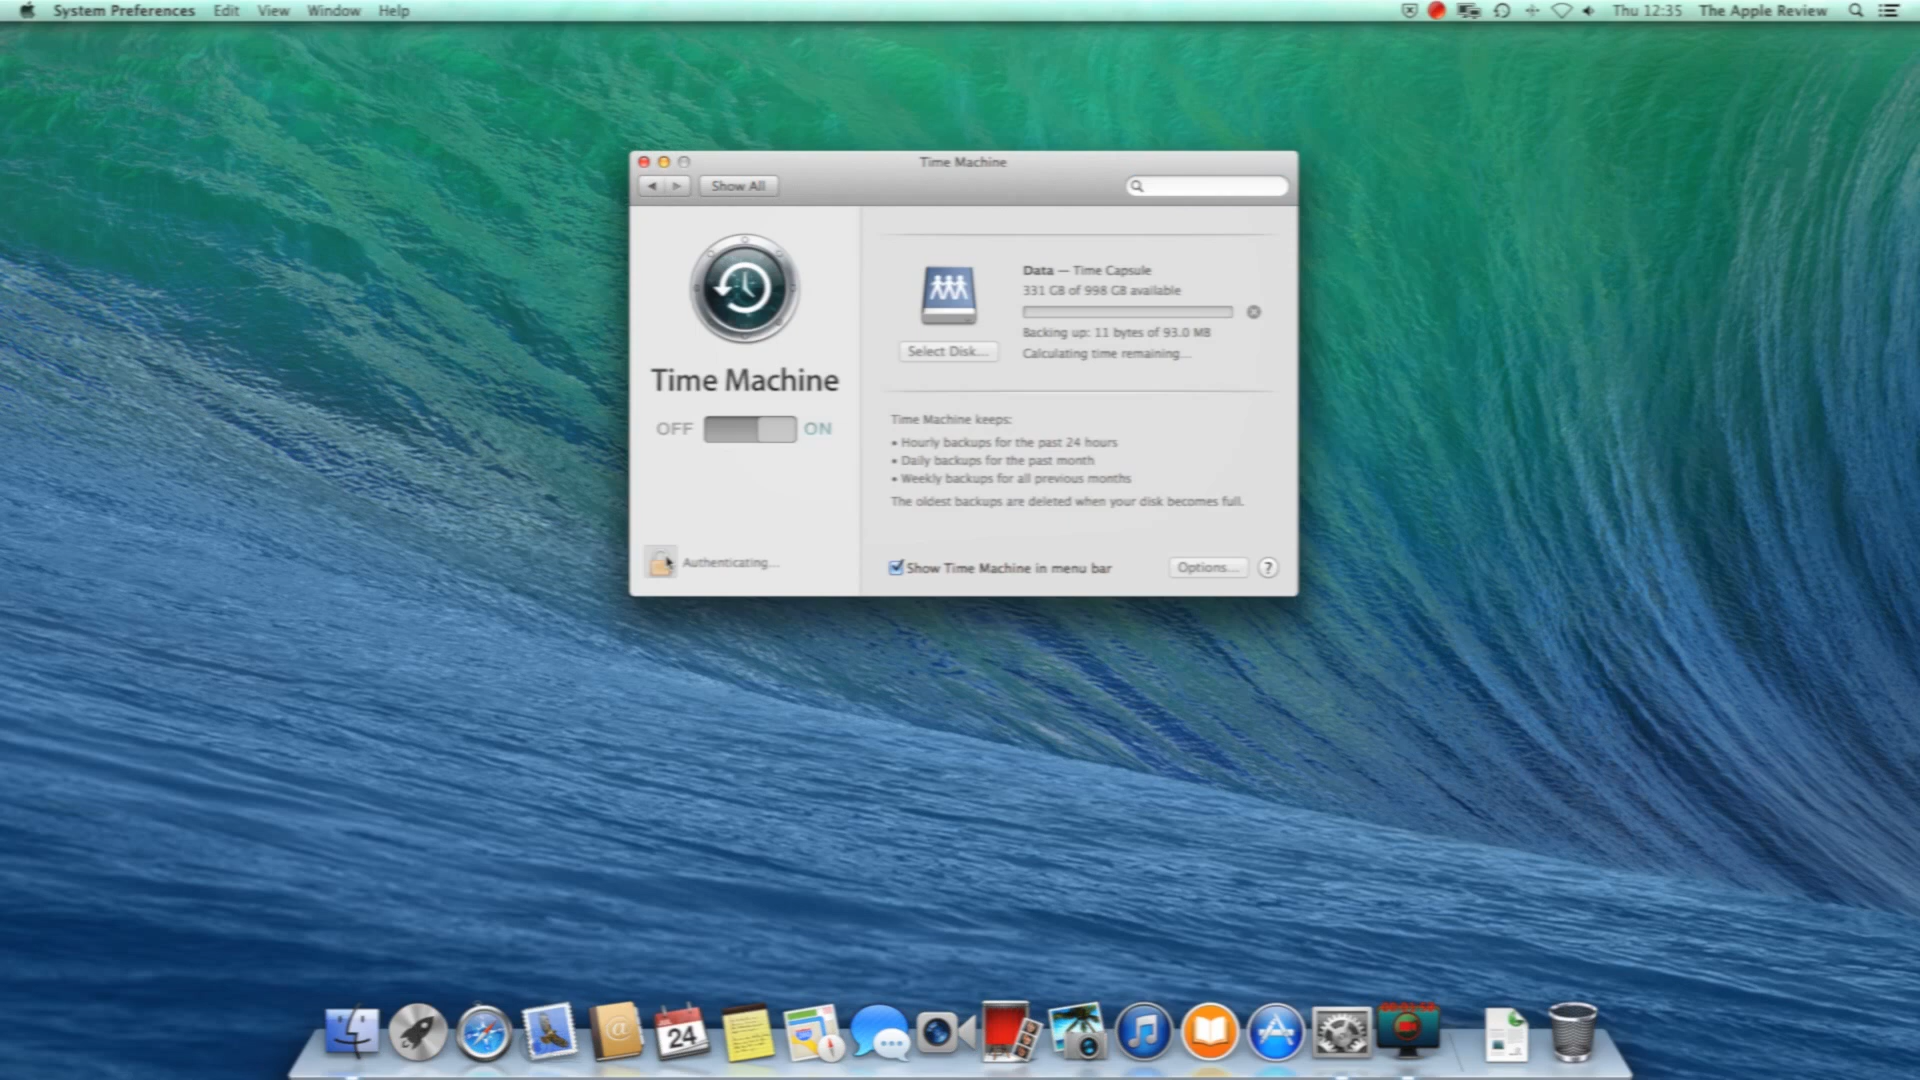 System Preferences Edit View Window Help
Thu 12:35 The Apple Review
Time Machine
Show All
Time Machine
OFF ON
Authenticating...
Data — Time Capsule
331 GB of 998 GB available
Backing up: 11 bytes of 93.0 MB
Calculating time remaining...
Select Disk...
Time Machine keeps:
• Hourly backups for the past 24 hours
• Daily backups for the past month
• Weekly backups for all previous months
The oldest backups are deleted when your disk becomes full.
Show Time Machine in menu bar
Options... ?
24